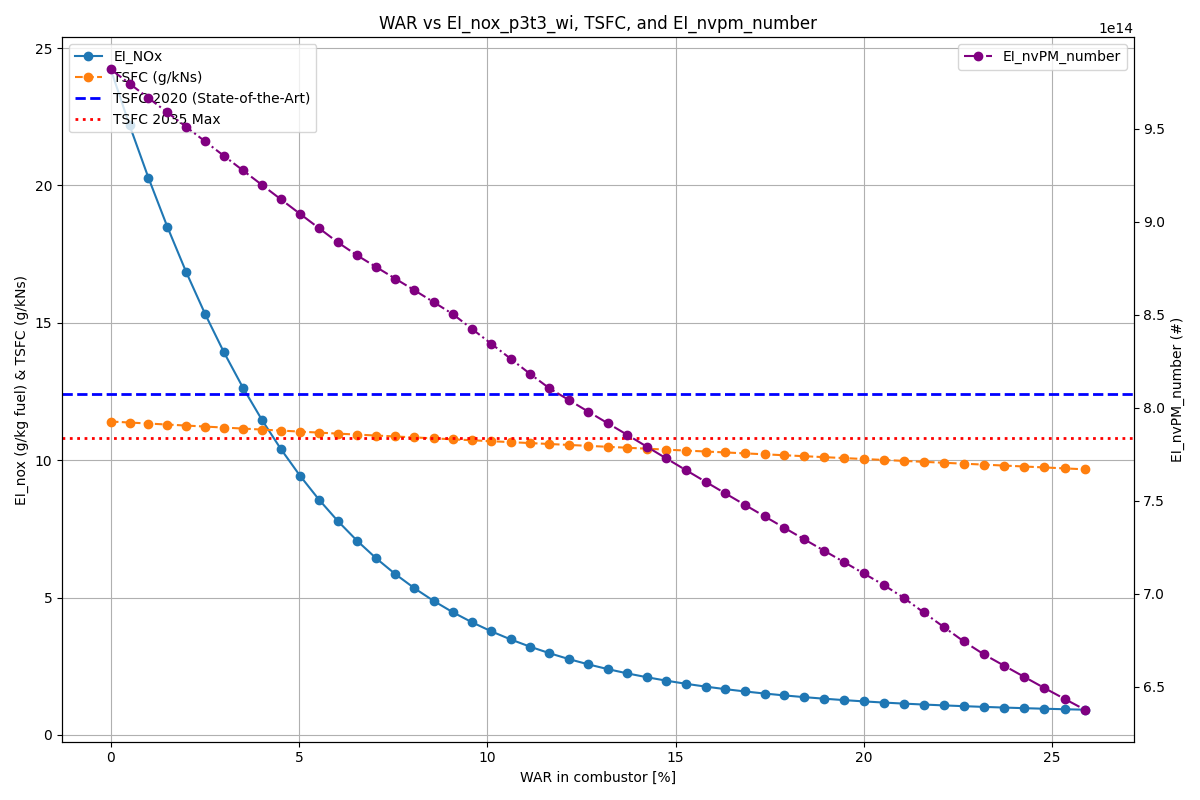 WAR vs EI_nox_p3t3_wi, TSFC, and EI_nvpm_number
1e14
EI_NOx
TSFC (g/kNs)
TSFC 2020 (State-of-the-Art)
TSFC 2035 Max
EI_nvPM_number
25
20
15
10
5
0
EI_nox (g/kg fuel) & TSFC (g/kNs)
9.5
9.0
8.5
8.0
7.5
7.0
6.5
EI_nvPM_number (#)
0 5 10 15 20 25
WAR in combustor [%]